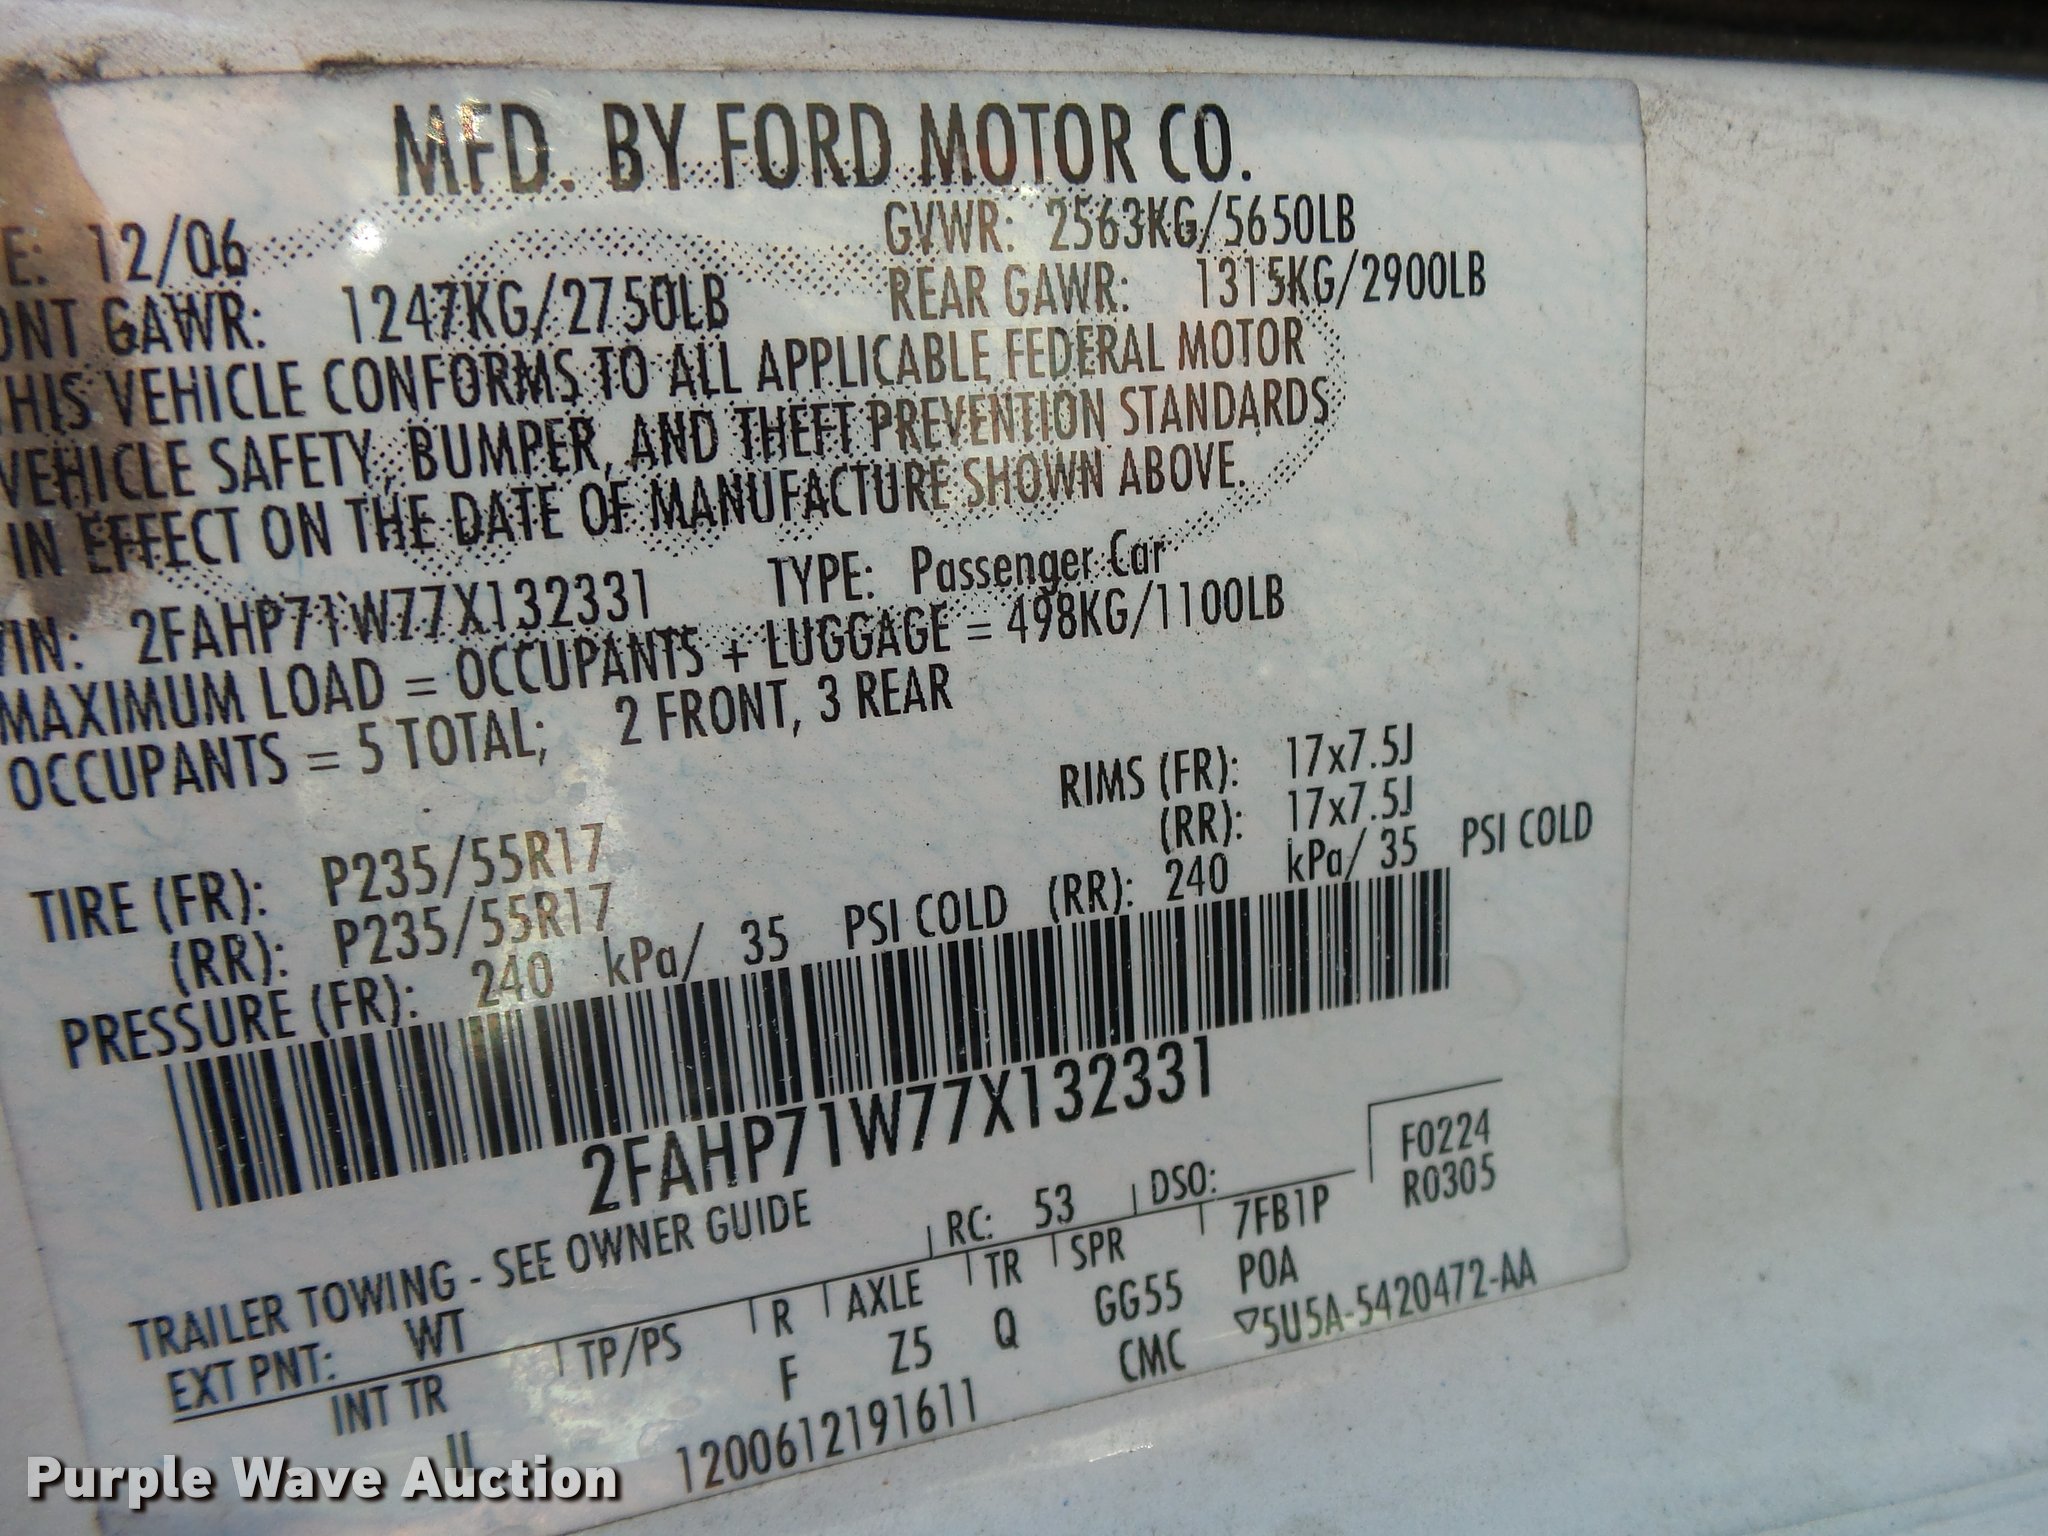 MFD. BY FORD MOTOR CO.
E: 12/06 GVWR: 2563KG/5650LB
ONT GAWR: 1247KG/2750LB REAR GAWR: 1315KG/2900LB
THIS VEHICLE CONFORMS TO ALL APPLICABLE FEDERAL MOTOR
VEHICLE SAFETY, BUMPER, AND THEFT PREVENTION STANDARDS
IN EFFECT ON THE DATE OF MANUFACTURE SHOWN ABOVE.
VIN: 2FAHP71W77X132331 TYPE: Passenger Car
MAXIMUM LOAD = OCCUPANTS + LUGGAGE = 498KG/1100LB
OCCUPANTS = 5 TOTAL; 2 FRONT, 3 REAR
TIRE (FR): P235/55R17 RIMS (FR): 17x7.5J
(RR): P235/55R17 (RR): 17x7.5J
PRESSURE (FR): 240 kPa/ 35 PSI COLD (RR): 240 kPa/ 35 PSI COLD
2FAHP71W77X132331
TRAILER TOWING - SEE OWNER GUIDE
EXT PNT: WT RC: 53 DSO: F0224
INT TR TP/PS R AXLE TR SPR 7FB1P R0305
II F Z5 Q GG55 POA
1200612191611 CMC ▽5U5A-5420472-AA
Purple Wave Auction